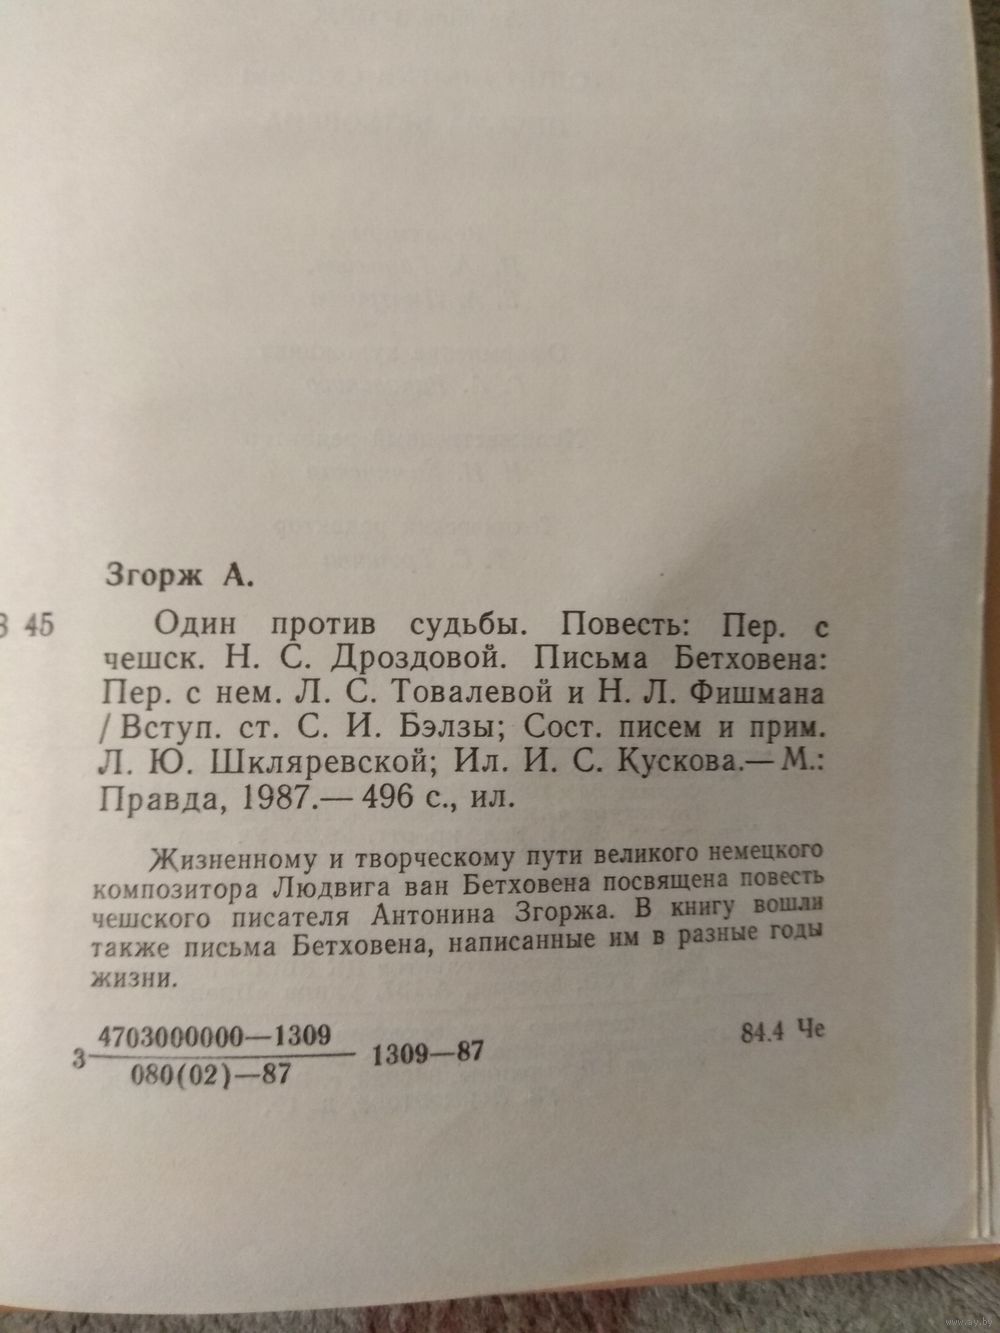 Згорж А.
З 45
Один против судьбы. Повесть: Пер. с
чешск. Н. С. Дроздовой. Письма Бетховена:
Пер. с нем. Л. С. Товалевой и Н. Л. Фишмана
/ Вступ. ст. С. И. Бэлзы; Сост. писем и прим.
Л. Ю. Шкляревской; Ил. И. С. Кускова.— М.:
Правда, 1987.— 496 с., ил.
Жизненному и творческому пути великого немецкого
композитора Людвига ван Бетховена посвящена повесть
чешского писателя Антонина Згоржа. В книгу вошли
также письма Бетховена, написанные им в разные годы
жизни.
4703000000—1309
З 1309—87 84.4 Че
080(02)—87
www.ay.by